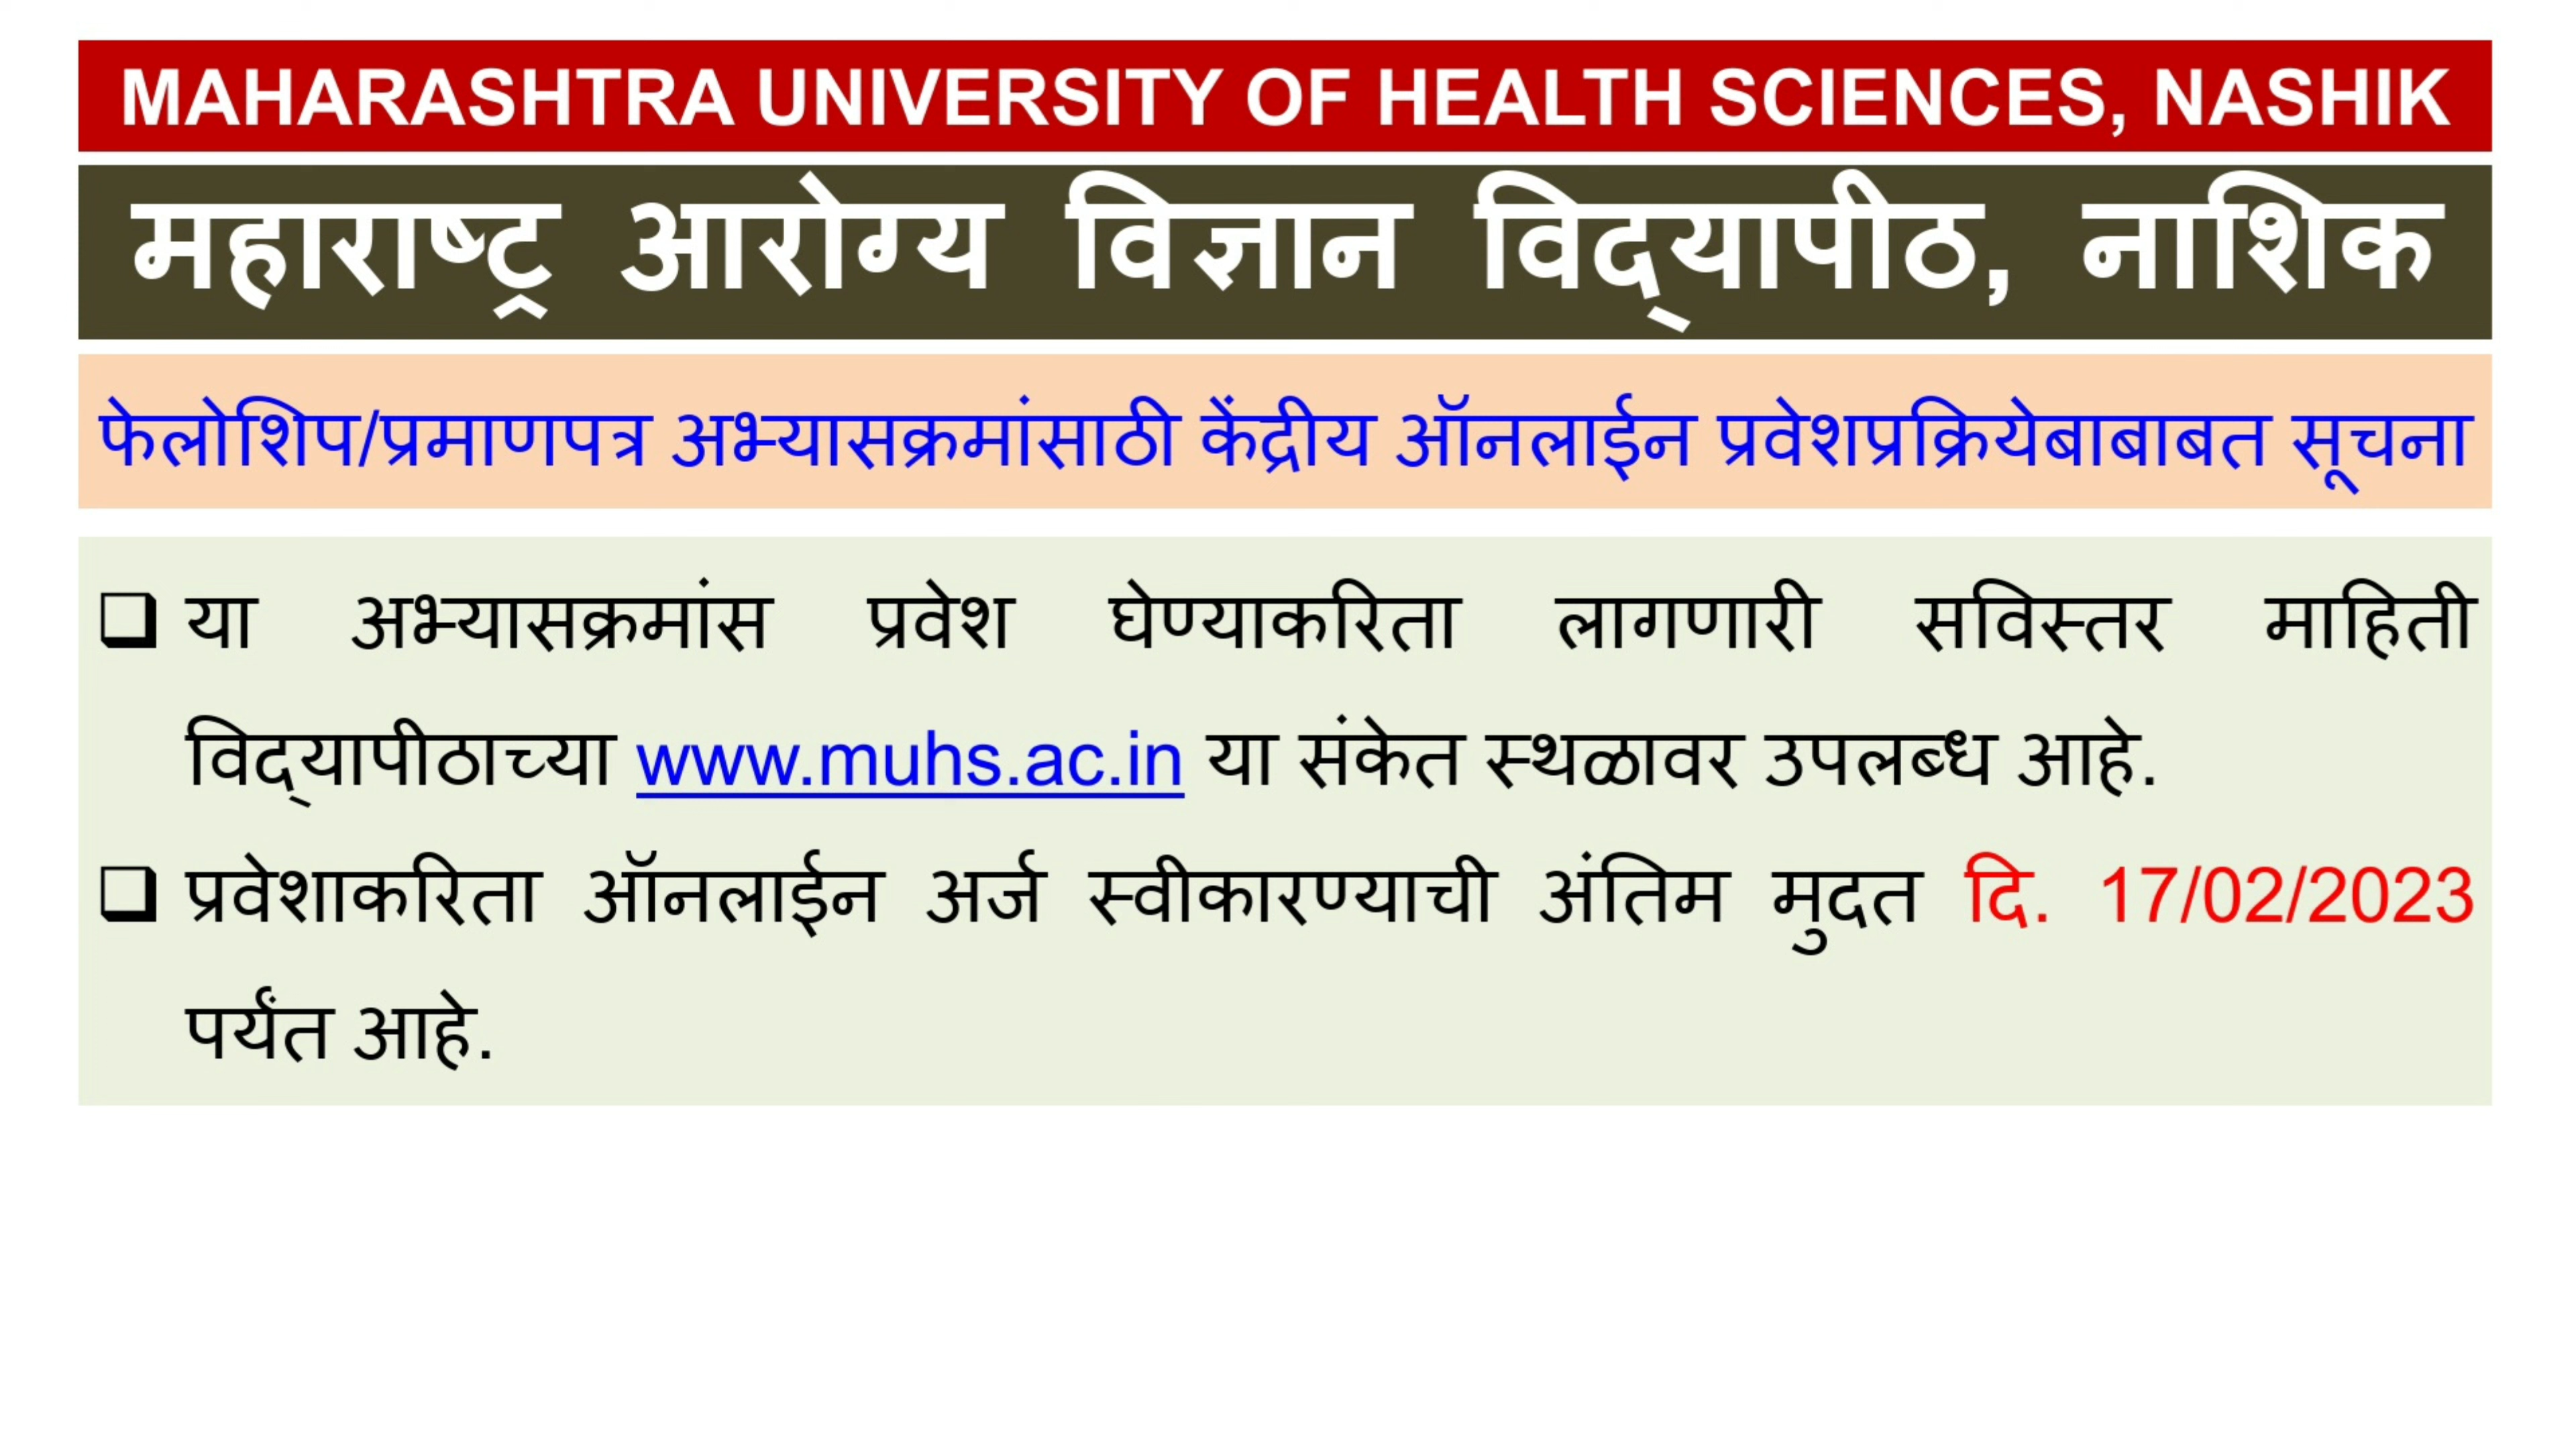 MAHARASHTRA UNIVERSITY OF HEALTH SCIENCES, NASHIK
महाराष्ट्र आरोग्य विज्ञान विद्‌यापीठ, नाशिक
फेलोशिप/प्रमाणपत्र अभ्यासक्रमांसाठी केंद्रीय ऑनलाईन प्रवेशप्रक्रियेबाबाबत सूचना
❑ या अभ्यासक्रमांस प्रवेश घेण्याकरिता लागणारी सविस्तर माहिती
विद्‌यापीठाच्या www.muhs.ac.in या संकेत स्थळावर उपलब्ध आहे.
❑ प्रवेशाकरिता ऑनलाईन अर्ज स्वीकारण्याची अंतिम मुदत दि. 17/02/2023
पर्यंत आहे.